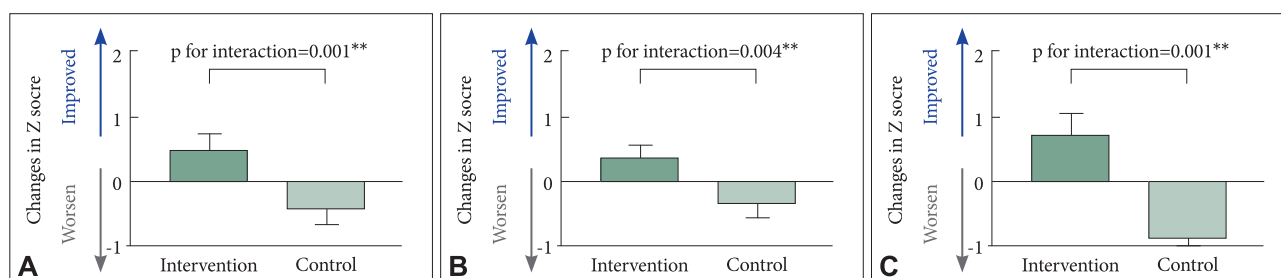 p for interaction=0.001**
2
1
0
-1
Changes in Z socre
Improved
Worsen
Intervention
Control
A
p for interaction=0.004**
2
1
0
-1
Changes in Z socre
Improved
Worsen
Intervention
Control
B
p for interaction=0.001**
2
1
0
-1
Changes in Z socre
Improved
Worsen
Intervention
Control
C